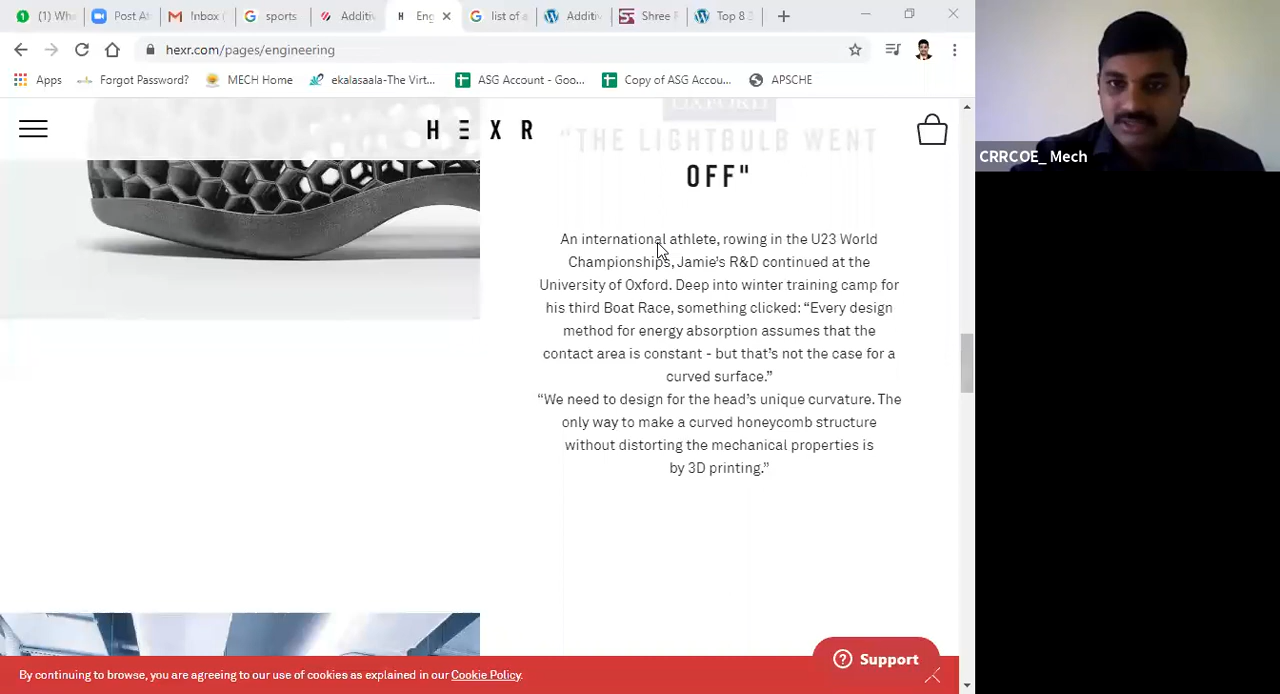 (1) Wha
Post At
Inbox (
sports
Additiv
Eng
list of a
Additiv
Shree R
Top 8 3
hexr.com/pages/engineering
Apps
Forgot Password?
MECH Home
ekalasaala-The Virt...
ASG Account - Goo...
Copy of ASG Accou...
APSCHE
OXFORD
HEXR
"THE LIGHTBULB WENT
OFF"
An international athlete, rowing in the U23 World
Championships, Jamie's R&D continued at the
University of Oxford. Deep into winter training camp for
his third Boat Race, something clicked: “Every design
method for energy absorption assumes that the
contact area is constant - but that's not the case for a
curved surface.”
“We need to design for the head's unique curvature. The
only way to make a curved honeycomb structure
without distorting the mechanical properties is
by 3D printing.”
Support
By continuing to browse, you are agreeing to our use of cookies as explained in our Cookie Policy.
CRRCOE_ Mech